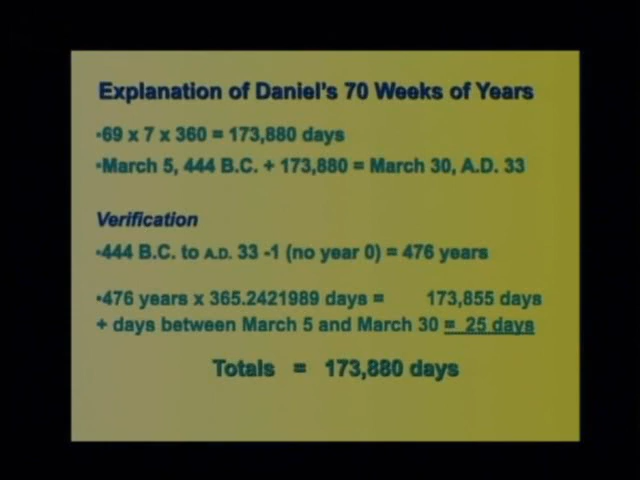 Explanation of Daniel's 70 Weeks of Years
•69 x 7 x 360 = 173,880 days
•March 5, 444 B.C. + 173,880 = March 30, A.D. 33
Verification
•444 B.C. to A.D. 33 -1 (no year 0) = 476 years
•476 years x 365.2421989 days = 173,855 days
+ days between March 5 and March 30 = 25 days
Totals = 173,880 days